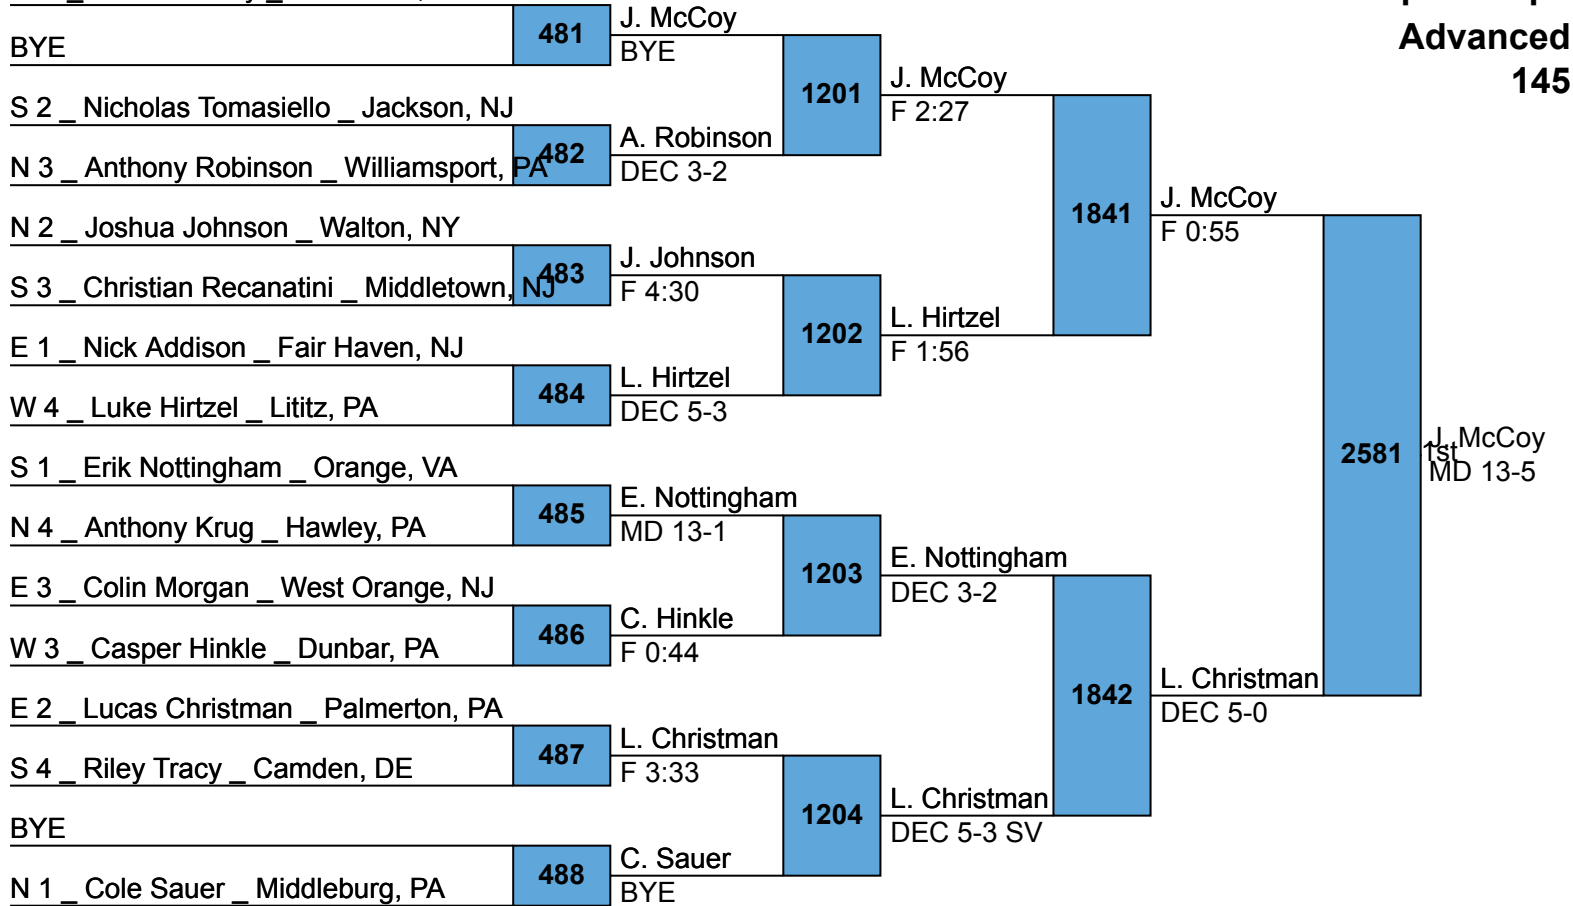 Advanced
145
BYE
481
J. McCoy
BYE
S 2 _ Nicholas Tomasiello _ Jackson, NJ
482
N 3 _ Anthony Robinson _ Williamsport, PA
A. Robinson
DEC 3-2
1201
J. McCoy
F 2:27
N 2 _ Joshua Johnson _ Walton, NY
483
S 3 _ Christian Recanatini _ Middletown, NJ
J. Johnson
F 4:30
E 1 _ Nick Addison _ Fair Haven, NJ
484
W 4 _ Luke Hirtzel _ Lititz, PA
L. Hirtzel
DEC 5-3
1202
L. Hirtzel
F 1:56
1841
J. McCoy
F 0:55
S 1 _ Erik Nottingham _ Orange, VA
485
N 4 _ Anthony Krug _ Hawley, PA
E. Nottingham
MD 13-1
E 3 _ Colin Morgan _ West Orange, NJ
486
W 3 _ Casper Hinkle _ Dunbar, PA
C. Hinkle
F 0:44
1203
E. Nottingham
DEC 3-2
E 2 _ Lucas Christman _ Palmerton, PA
487
S 4 _ Riley Tracy _ Camden, DE
L. Christman
F 3:33
BYE
488
N 1 _ Cole Sauer _ Middleburg, PA
C. Sauer
BYE
1204
L. Christman
DEC 5-3 SV
1842
L. Christman
DEC 5-0
2581
J. McCoy
1st
MD 13-5